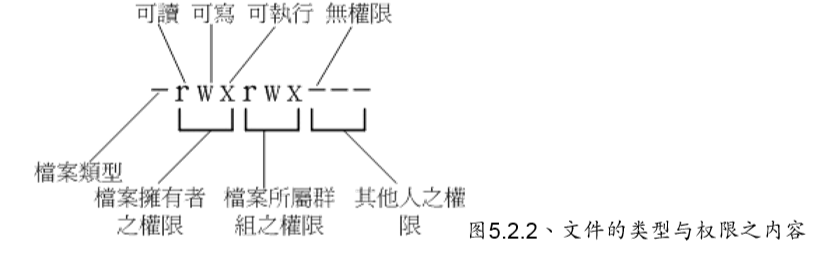 可讀 可寫 可執行 無權限
-rwxrwx---
檔案類型
檔案擁有者之權限
檔案所屬群組之權限
其他人之權限
图5.2.2、文件的类型与权限之内容